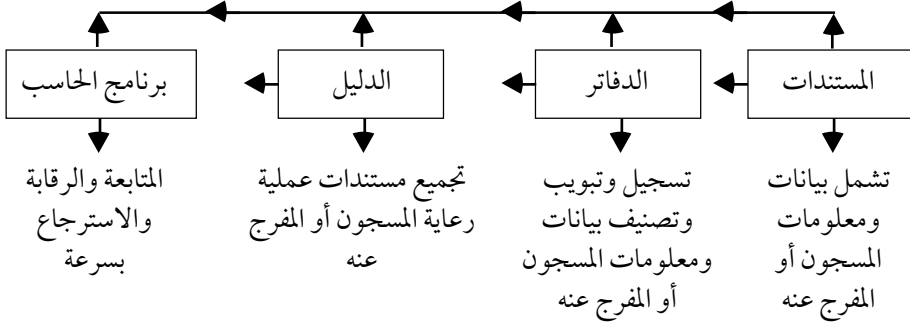 المستندات
الدفاتر
الدليل
برنامج الحاسب
تشمل بيانات
ومعلومات
المسجون أو
المفرج عنه
تسجيل وتبويب
وتصنيف بيانات
ومعلومات المسجون
أو المفرج عنه
تجميع مستندات عملية
رعاية المسجون أو المفرج
عنه
المتابعة والرقابة
والاسترجاع
بسرعة